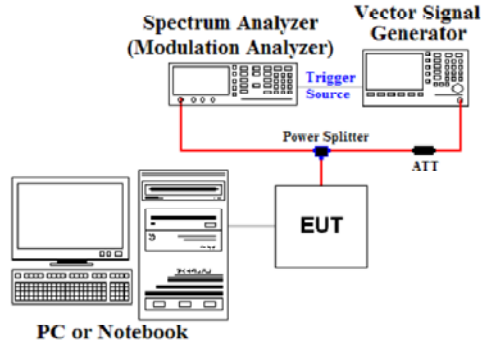 Spectrum Analyzer
(Modulation Analyzer)
Vector Signal
Generator
Trigger
Source
Power Splitter
ATT
EUT
PC or Notebook